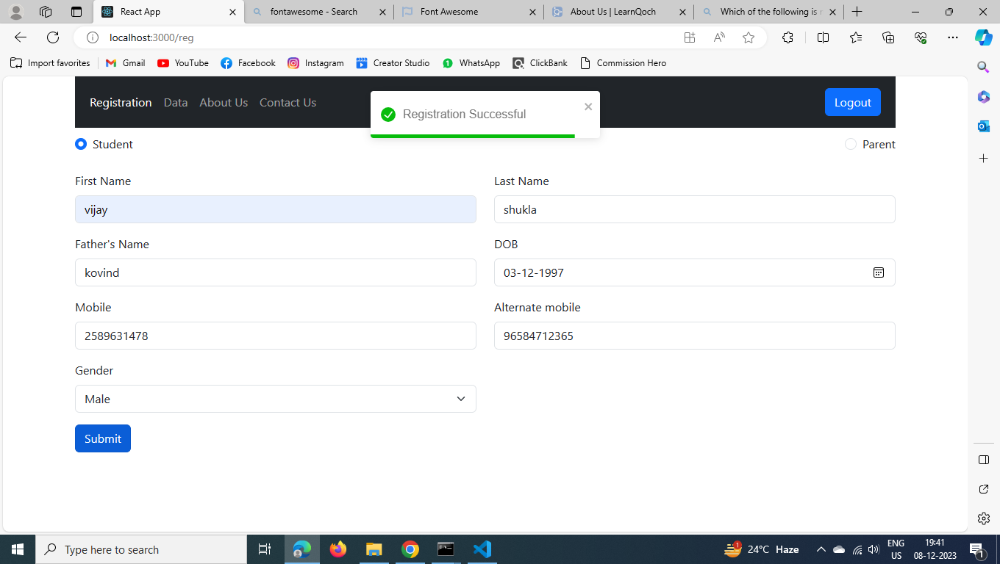 React App
fontawesome - Search
Font Awesome
About Us | LearnQoch
Which of the following is
localhost:3000/reg
Import favorites
Gmail
YouTube
Facebook
Instagram
Creator Studio
WhatsApp
ClickBank
Commission Hero
Registration
Data
About Us
Contact Us
Registration Successful
Logout
Student
Parent
First Name
Last Name
vijay
shukla
Father's Name
DOB
kovind
03-12-1997
Mobile
Alternate mobile
2589631478
96584712365
Gender
Male
Submit
Type here to search
1
24°C Haze
ENG
US
19:41
08-12-2023
1